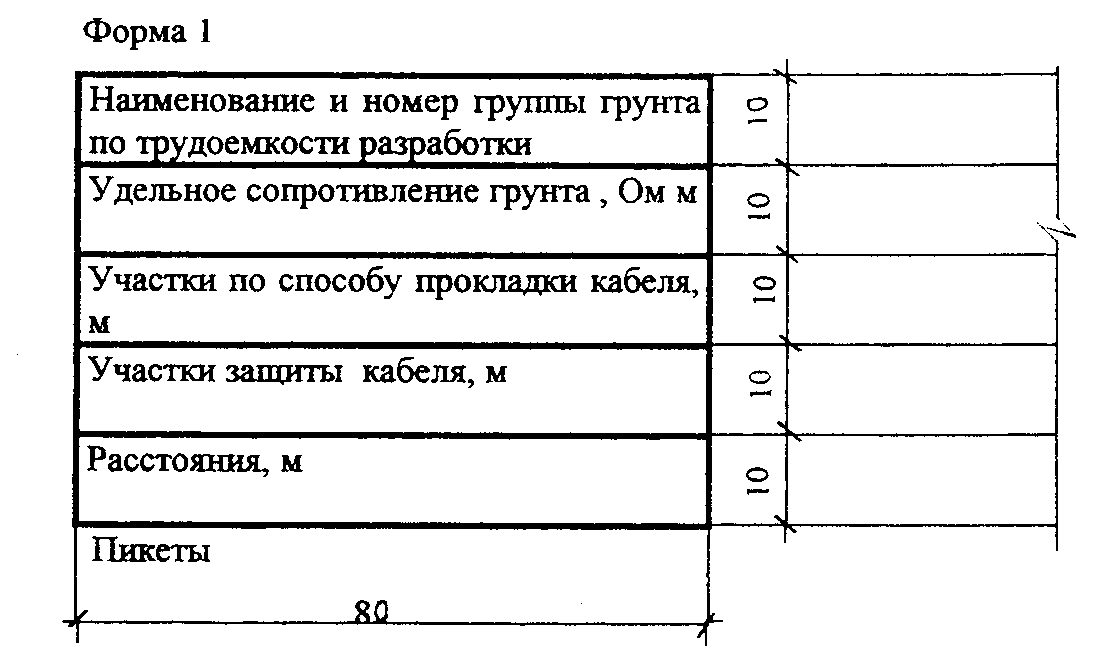 Форма 1
Наименование и номер группы грунта
по трудоемкости разработки
10
Удельное сопротивление грунта , Ом м
10
Участки по способу прокладки кабеля,
м
10
Участки защиты кабеля, м
10
Расстояния, м
10
Пикеты
80